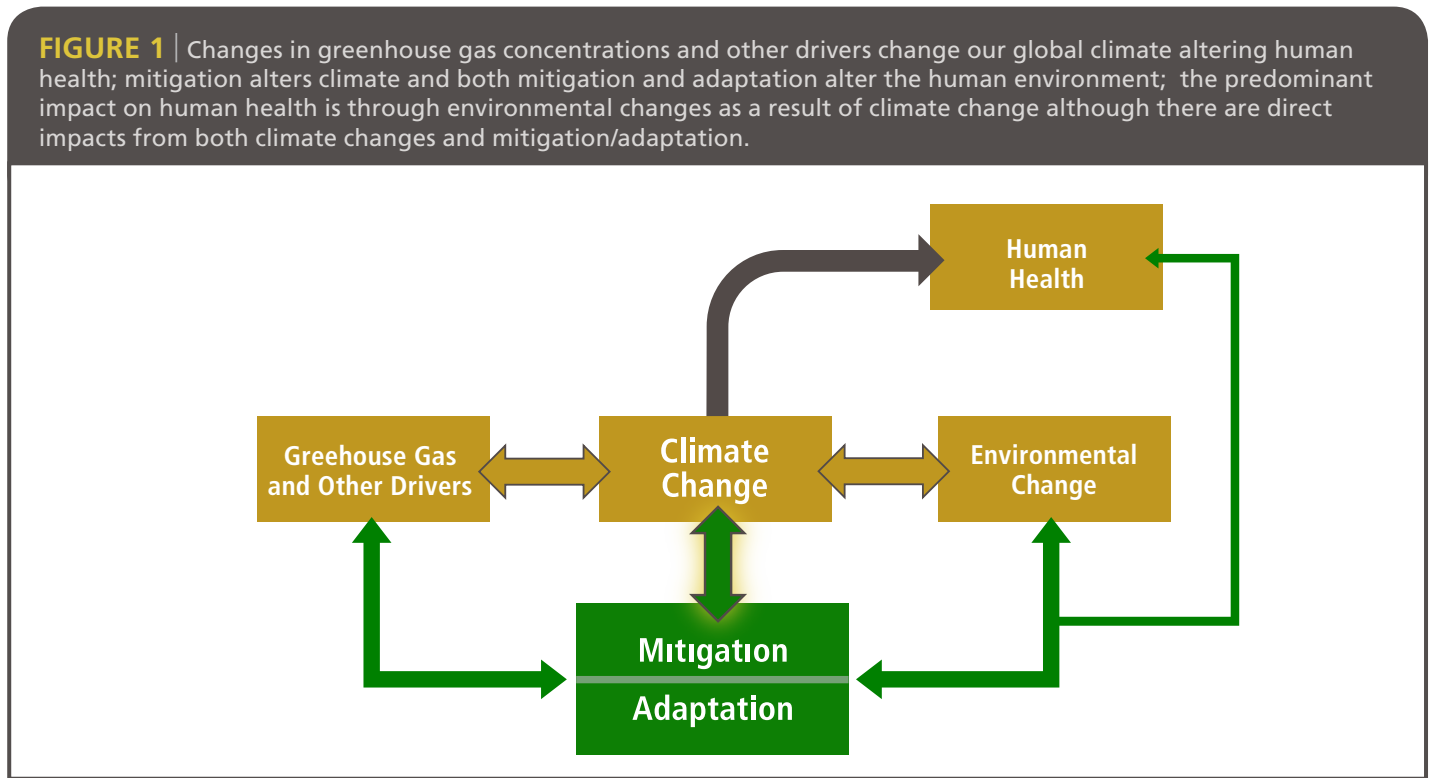 FIGURE 1 | Changes in greenhouse gas concentrations and other drivers change our global climate altering human
health; mitigation alters climate and both mitigation and adaptation alter the human environment; the predominant
impact on human health is through environmental changes as a result of climate change although there are direct
impacts from both climate changes and mitigation/adaptation.
Human
Health
Greehouse Gas
and Other Drivers
Climate
Change
Environmental
Change
Mitigation
Adaptation